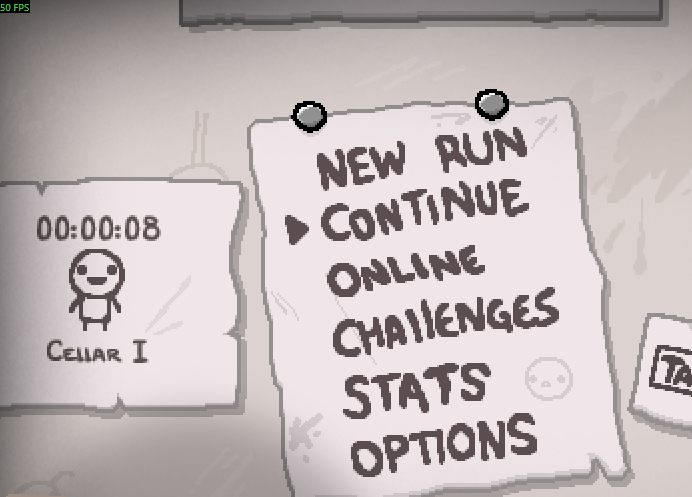 50 FPS
NEW RUN
CONTINUE
ONLINE
CHALLENGES
STATS
OPTIONS
00:00:08
CELLAR I